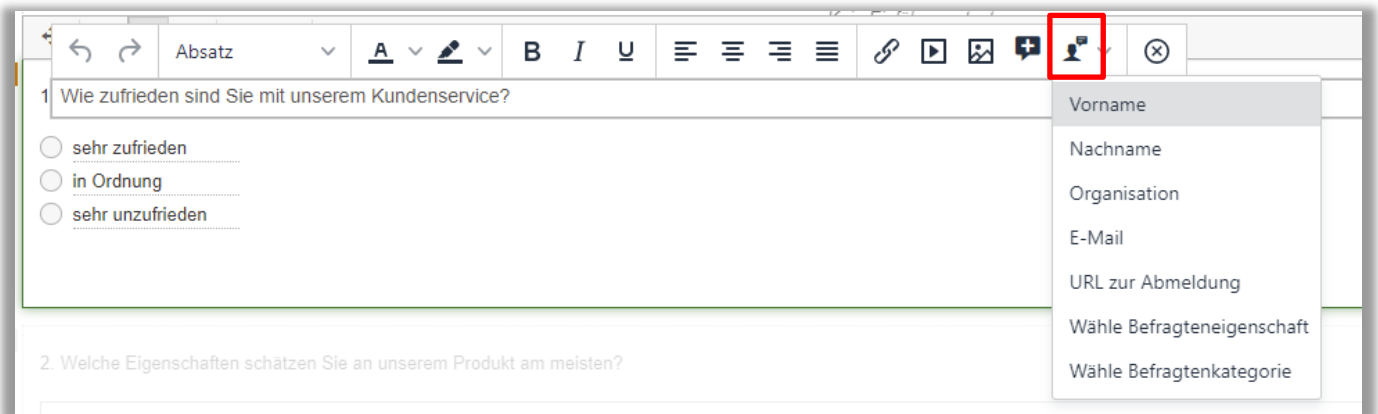 Absatz
A
B I U
1 Wie zufrieden sind Sie mit unserem Kundenservice?
sehr zufrieden
in Ordnung
sehr unzufrieden
Vorname
Nachname
Organisation
E-Mail
URL zur Abmeldung
Wähle Befragteneigenschaft
Wähle Befragtenkategorie
2. Welche Eigenschaften schätzen Sie an unserem Produkt am meisten?